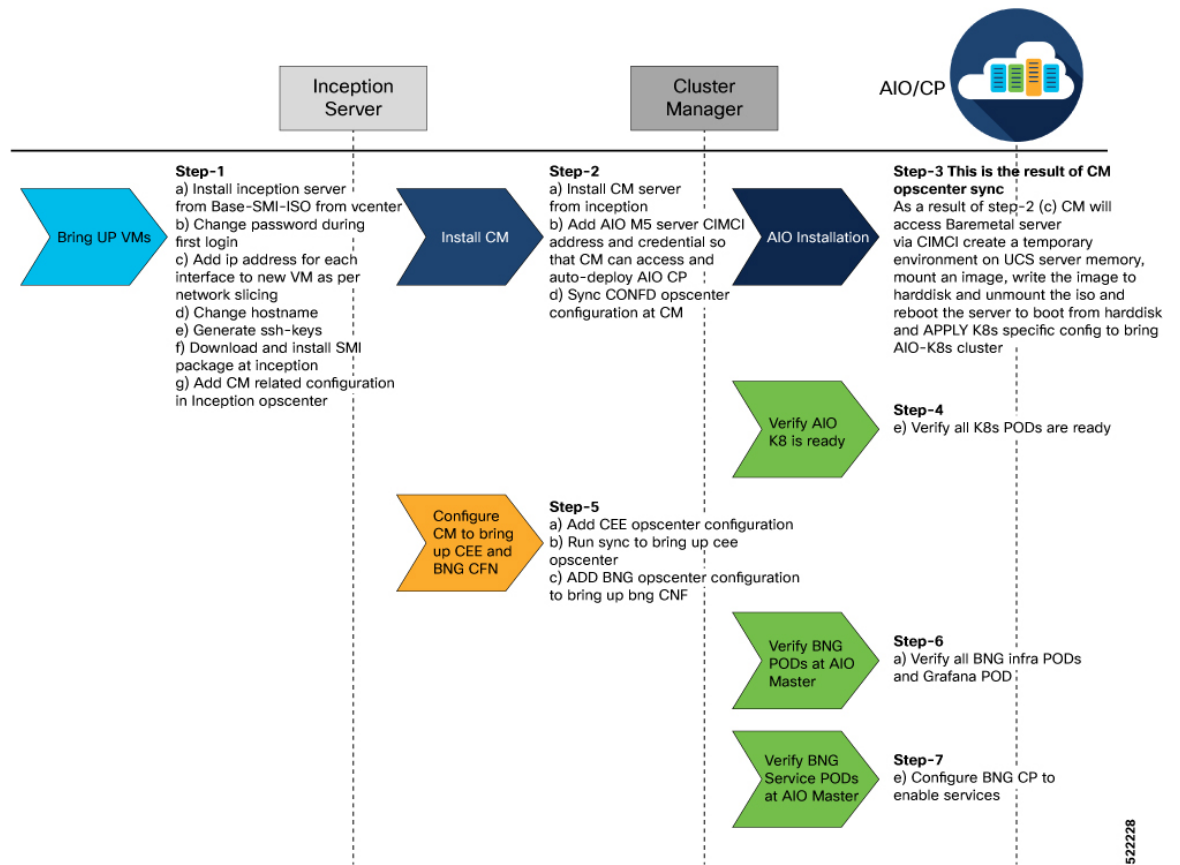 Inception
Server
Cluster
Manager
AIO/CP
Bring UP VMs
Step-1
a) Install inception server
from Base-SMI-ISO from vcenter
b) Change password during
first login
c) Add ip address for each
interface to new VM as per
network slicing
d) Change hostname
e) Generate ssh-keys
f) Download and install SMI
package at inception
g) Add CM related configuration
in Inception opscenter
Install CM
Step-2
a) Install CM server
from inception
b) Add AIO M5 server CIMCI
address and credential so
that CM can access and
auto-deploy AIO CP
d) Sync CONFD opscenter
configuration at CM
AIO Installation
Step-3 This is the result of CM
opscenter sync
As a result of step-2 (c) CM will
access Baremetal server
via CIMCI create a temporary
environment on UCS server memory,
mount an image, write the image to
harddisk and unmount the iso and
reboot the server to boot from harddisk
and APPLY K8s specific config to bring
AIO-K8s cluster
Verify AIO
K8 is ready
Step-4
e) Verify all K8s PODs are ready
Configure
CM to bring
up CEE and
BNG CFN
Step-5
a) Add CEE opscenter configuration
b) Run sync to bring up cee
opscenter
c) ADD BNG opscenter configuration
to bring up bng CNF
Verify BNG
PODs at AIO
Master
Step-6
a) Verify all BNG infra PODs
and Grafana POD
Verify BNG
Service PODs
at AIO Master
Step-7
e) Configure BNG CP to
enable services
522228